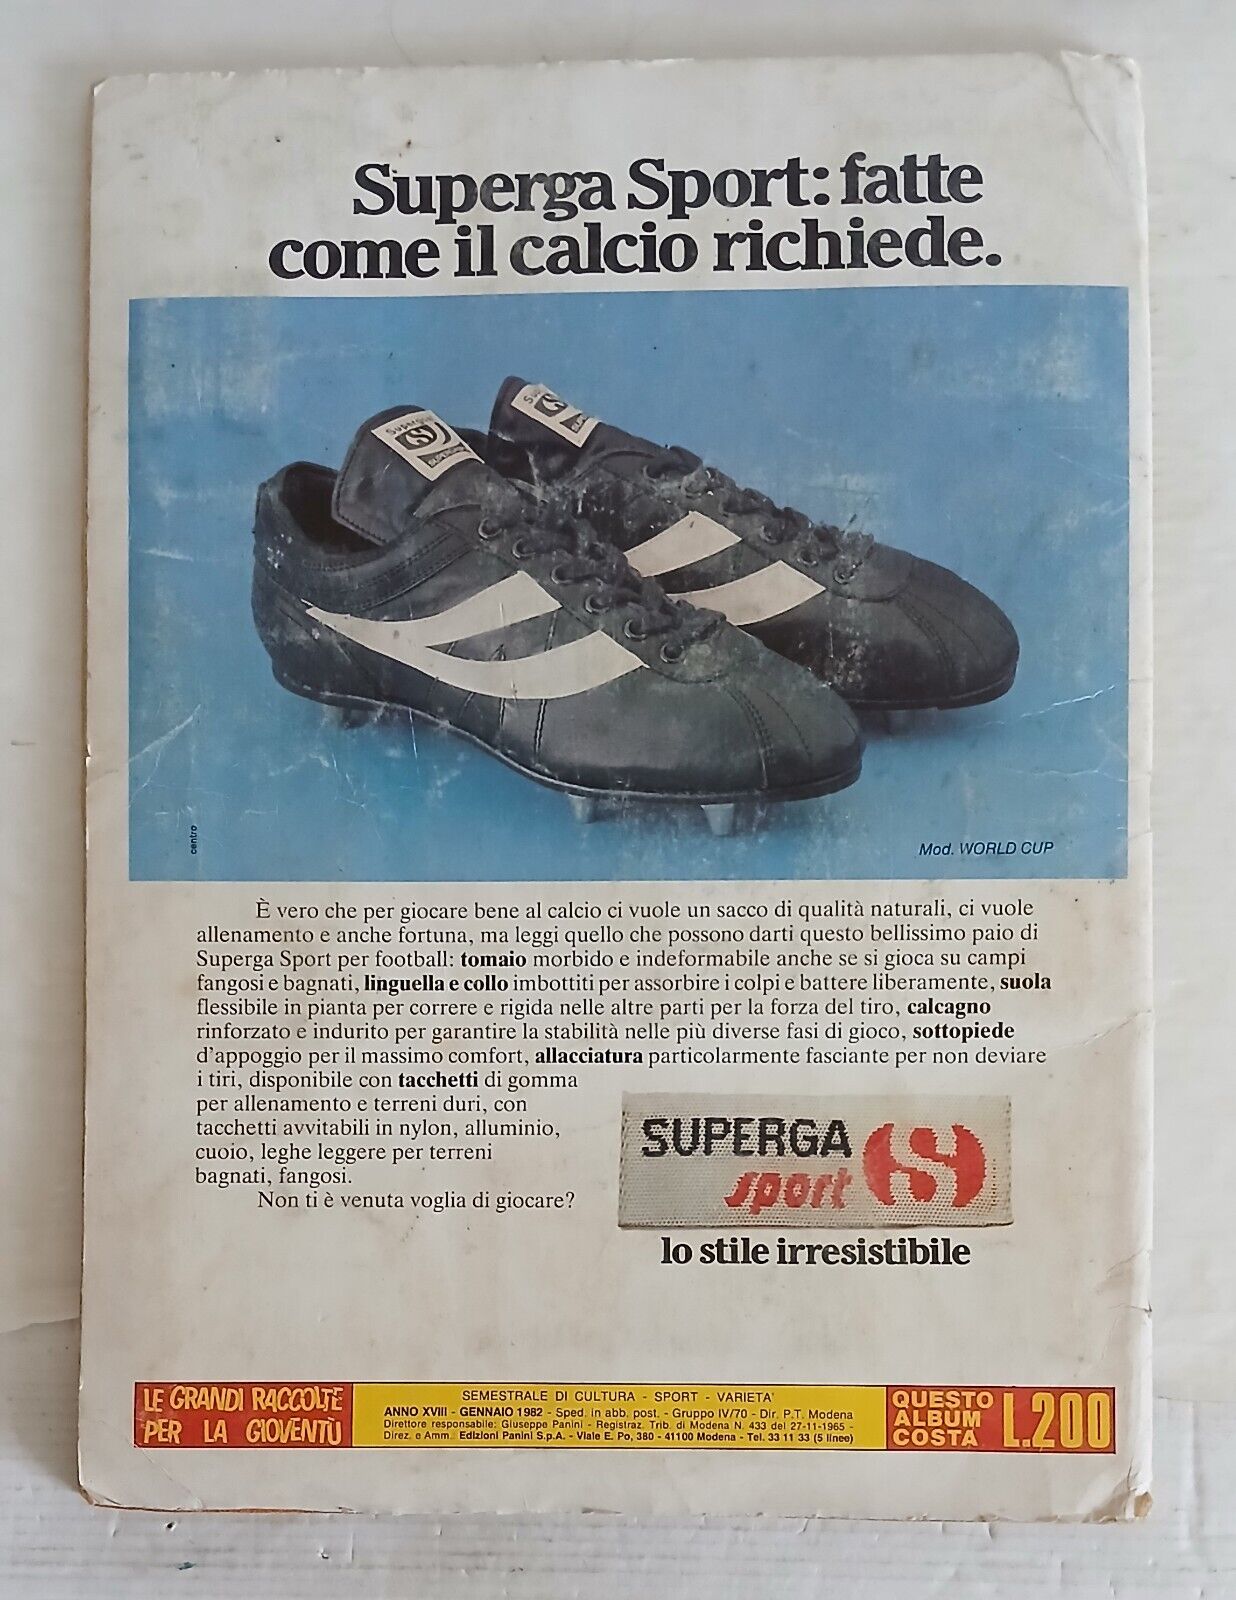 Superga Sport: fatte
come il calcio richiede.
Superga
S
SUPERGA
centro
Mod. WORLD CUP
È vero che per giocare bene al calcio ci vuole un sacco di qualità naturali, ci vuole
allenamento e anche fortuna, ma leggi quello che possono darti questo bellissimo paio di
Superga Sport per football: tomaio morbido e indeformabile anche se si gioca su campi
fangosi e bagnati, linguella e collo imbottiti per assorbire i colpi e battere liberamente, suola
flessibile in pianta per correre e rigida nelle altre parti per la forza del tiro, calcagno
rinforzato e indurito per garantire la stabilità nelle più diverse fasi di gioco, sottopiede
d'appoggio per il massimo comfort, allacciatura particolarmente fasciante per non deviare
i tiri, disponibile con tacchetti di gomma
per allenamento e terreni duri, con
tacchetti avvitabili in nylon, alluminio,
cuoio, leghe leggere per terreni
bagnati, fangosi.
Non ti è venuta voglia di giocare?
SUPERGA
sport
S
lo stile irresistibile
LE GRANDI RACCOLTE
PER LA GIOVENTÙ
SEMESTRALE DI CULTURA - SPORT - VARIETA'
ANNO XVIII - GENNAIO 1982 - Sped. in abb. post. - Gruppo IV/70 - Dir. P.T. Modena
Direttore responsabile: Giuseppe Panini - Registraz. Trib. di Modena N. 433 del 27-11-1965 -
Direz. e Amm. Edizioni Panini S.p.A. - Viale E. Po, 380 - 41100 Modena - Tel. 33 11 33 (5 linee)
QUESTO
ALBUM
COSTA
L.200